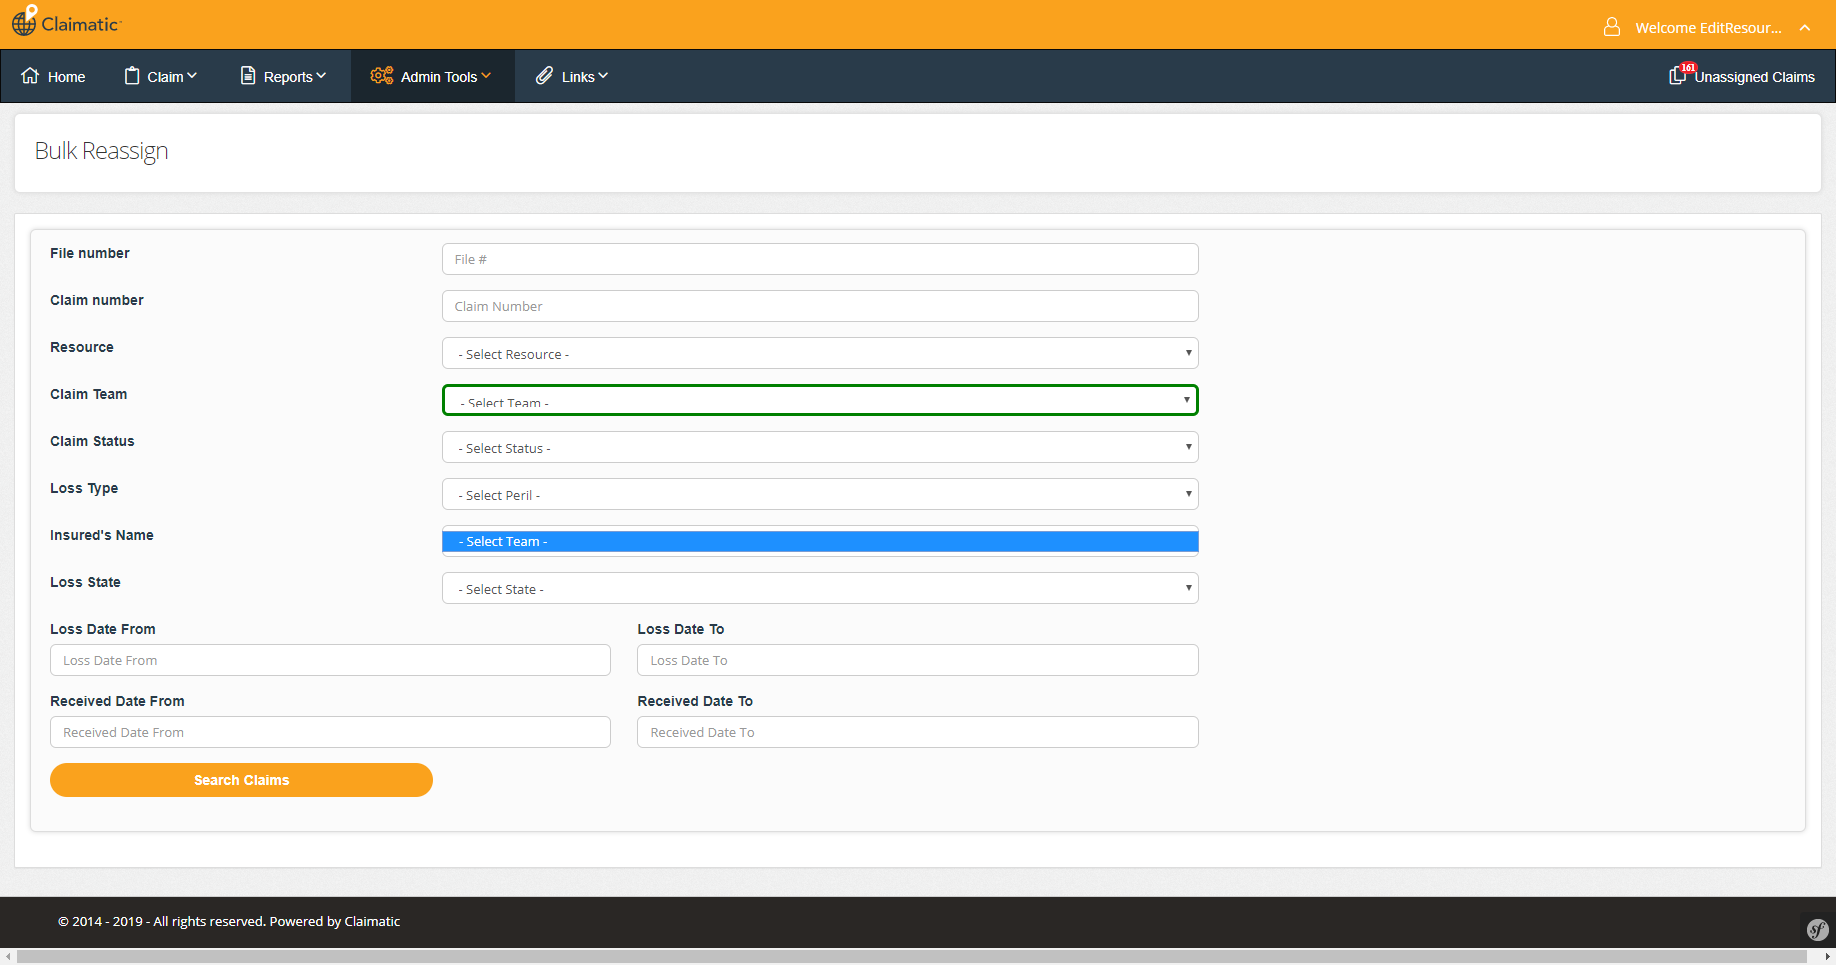 Claimatic
Welcome EditResour...
Home
Claim
Reports
Admin Tools
Links
161
Unassigned Claims
Bulk Reassign
File number
File #
Claim number
Claim Number
Resource
- Select Resource -
Claim Team
- Select Team -
Claim Status
- Select Status -
Loss Type
- Select Peril -
Insured's Name
- Select Team -
Loss State
- Select State -
Loss Date From
Loss Date To
Loss Date From
Loss Date To
Received Date From
Received Date To
Received Date From
Received Date To
Search Claims
© 2014 - 2019 - All rights reserved. Powered by Claimatic
sf